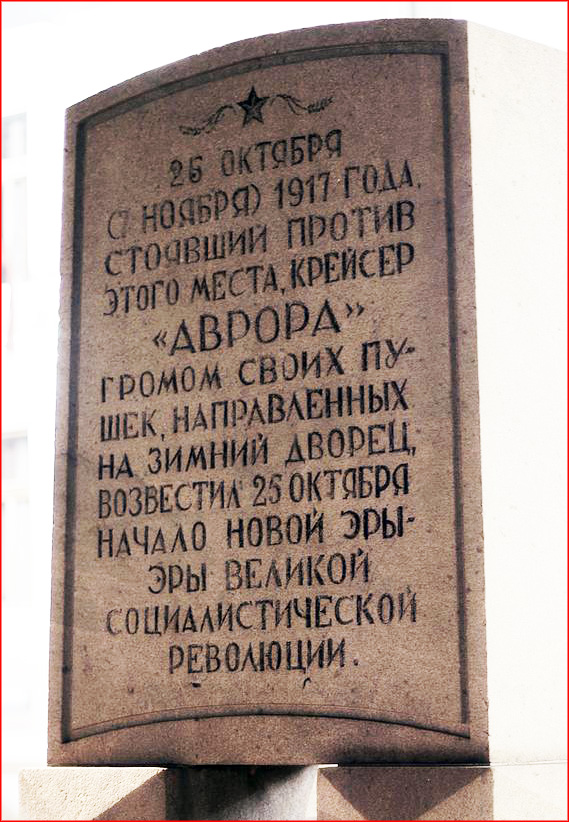 25 ОКТЯБРЯ
(7 НОЯБРЯ) 1917 ГОДА,
СТОЯВШИЙ ПРОТИВ
ЭТОГО МЕСТА, КРЕЙСЕР
«АВРОРА»
ГРОМОМ СВОИХ ПУ-
ШЕК, НАПРАВЛЕННЫХ
НА ЗИМНИЙ ДВОРЕЦ,
ВОЗВЕСТИЛ 25 ОКТЯБРЯ
НАЧАЛО НОВОЙ ЭРЫ-
ЭРЫ ВЕЛИКОЙ
СОЦИАЛИСТИЧЕСКОЙ
РЕВОЛЮЦИИ.